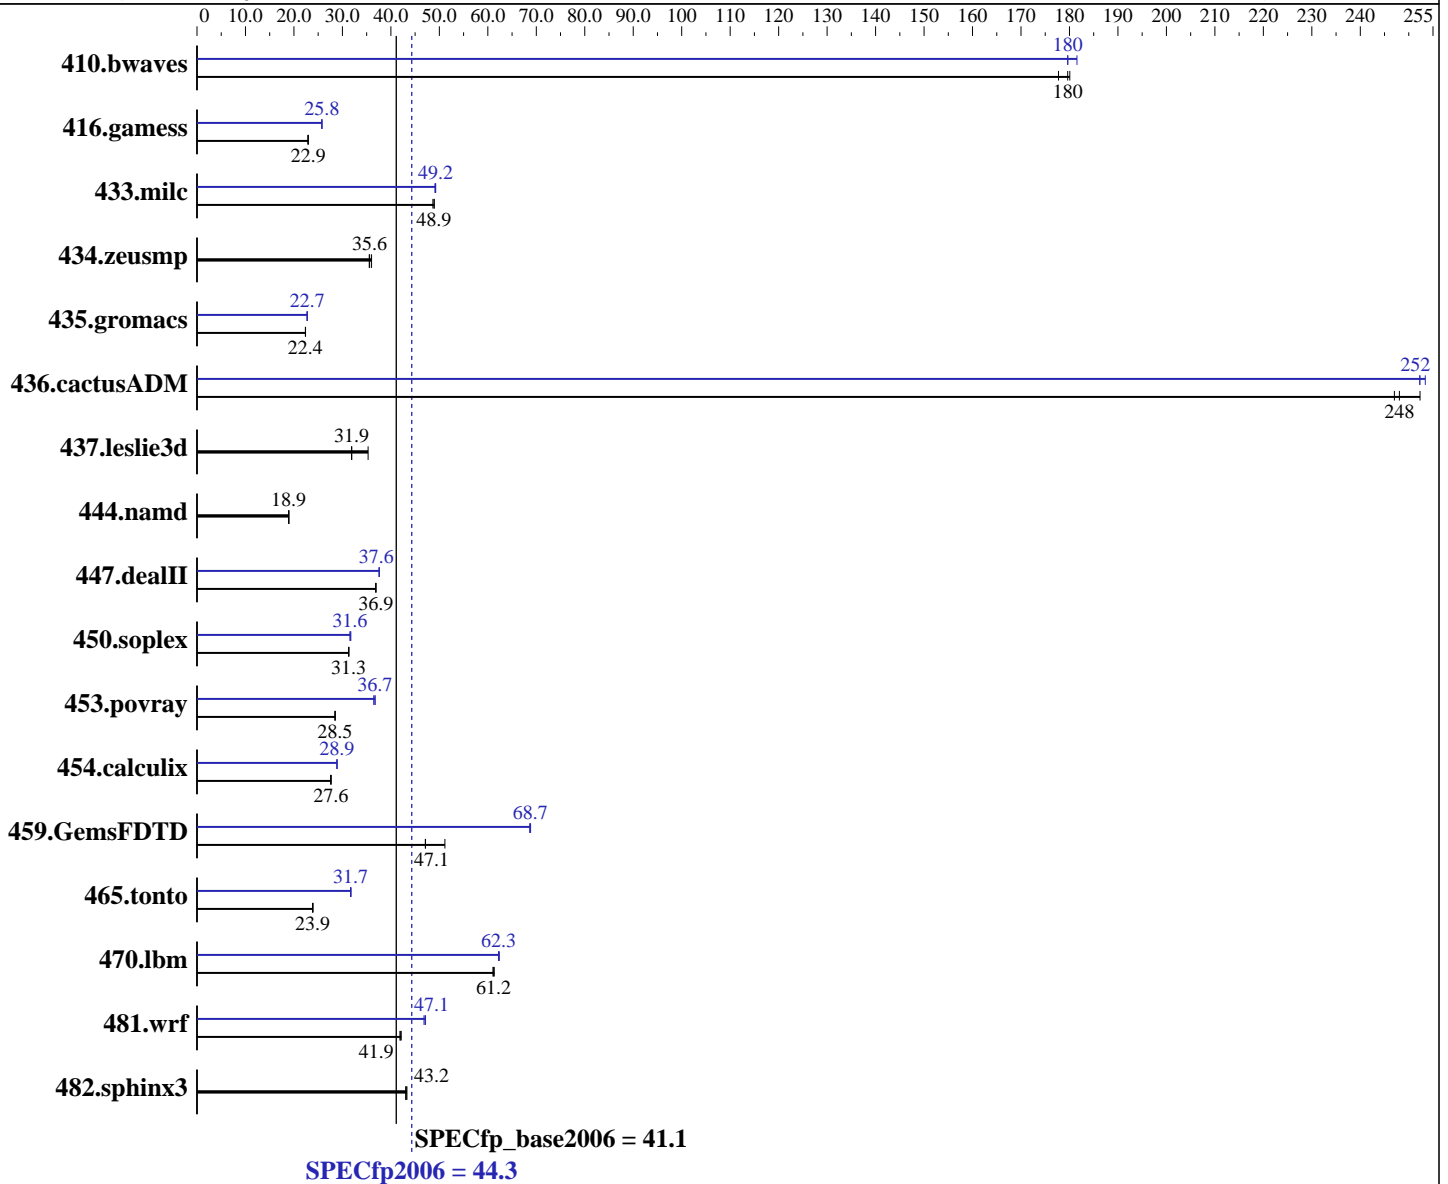 0 10.0 20.0 30.0 40.0 50.0 60.0 70.0 80.0 90.0 100 110 120 130 140 150 160 170 180 190 200 210 220 230 240 255
410.bwaves 180
180
416.gamess 25.8
22.9
433.milc 49.2
48.9
434.zeusmp 35.6
435.gromacs 22.7
22.4
436.cactusADM 252
248
437.leslie3d 31.9
444.namd 18.9
447.dealII 37.6
36.9
450.soplex 31.6
31.3
453.povray 36.7
28.5
454.calculix 28.9
27.6
459.GemsFDTD 68.7
47.1
465.tonto 31.7
23.9
470.lbm 62.3
61.2
481.wrf 47.1
41.9
482.sphinx3 43.2
SPECfp_base2006 = 41.1
SPECfp2006 = 44.3